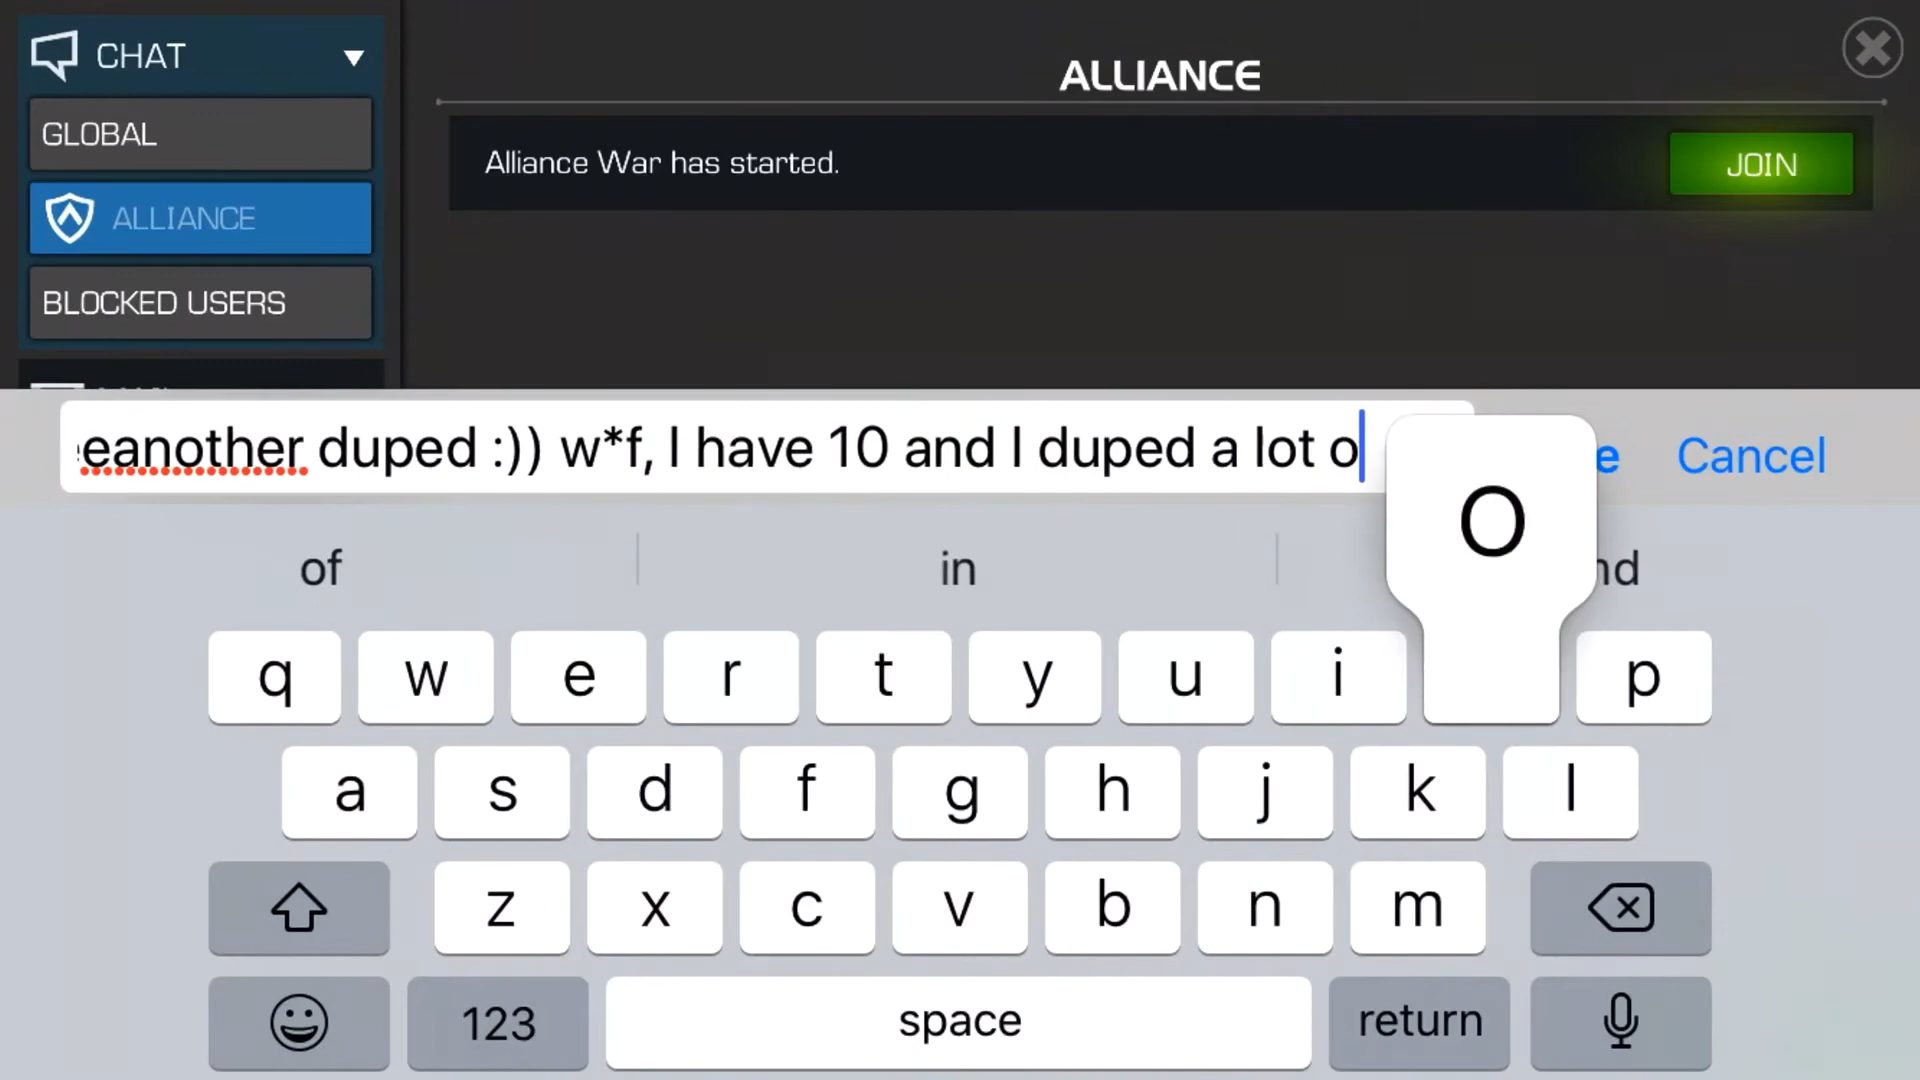 CHAT
GLOBAL
ALLIANCE
BLOCKED USERS
ALLIANCE
Alliance War has started.
JOIN
eanother duped :)) w*f, I have 10 and I duped a lot o
Cancel
of
in
O
q w e r t y u i p
a s d f g h j k l
z x c v b n m
123
space
return